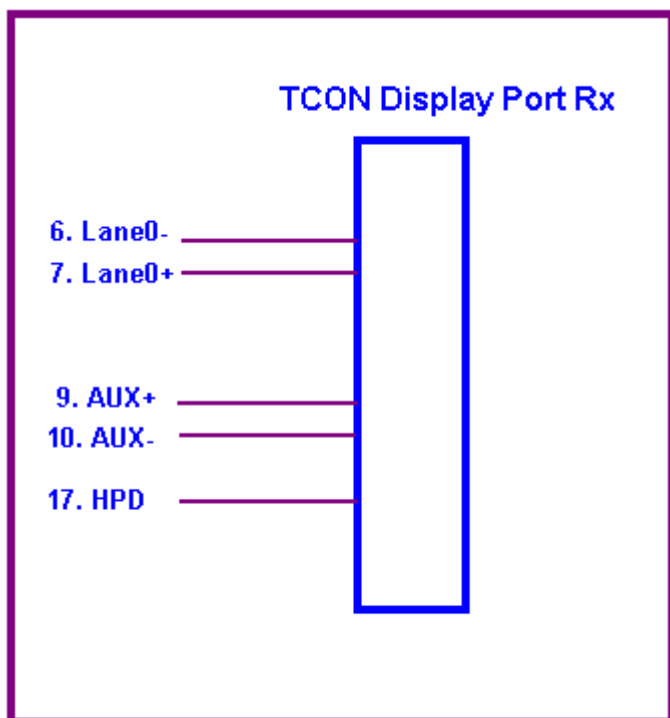 TCON Display Port Rx
6. Lane0-
7. Lane0+
9. AUX+
10. AUX-
17. HPD